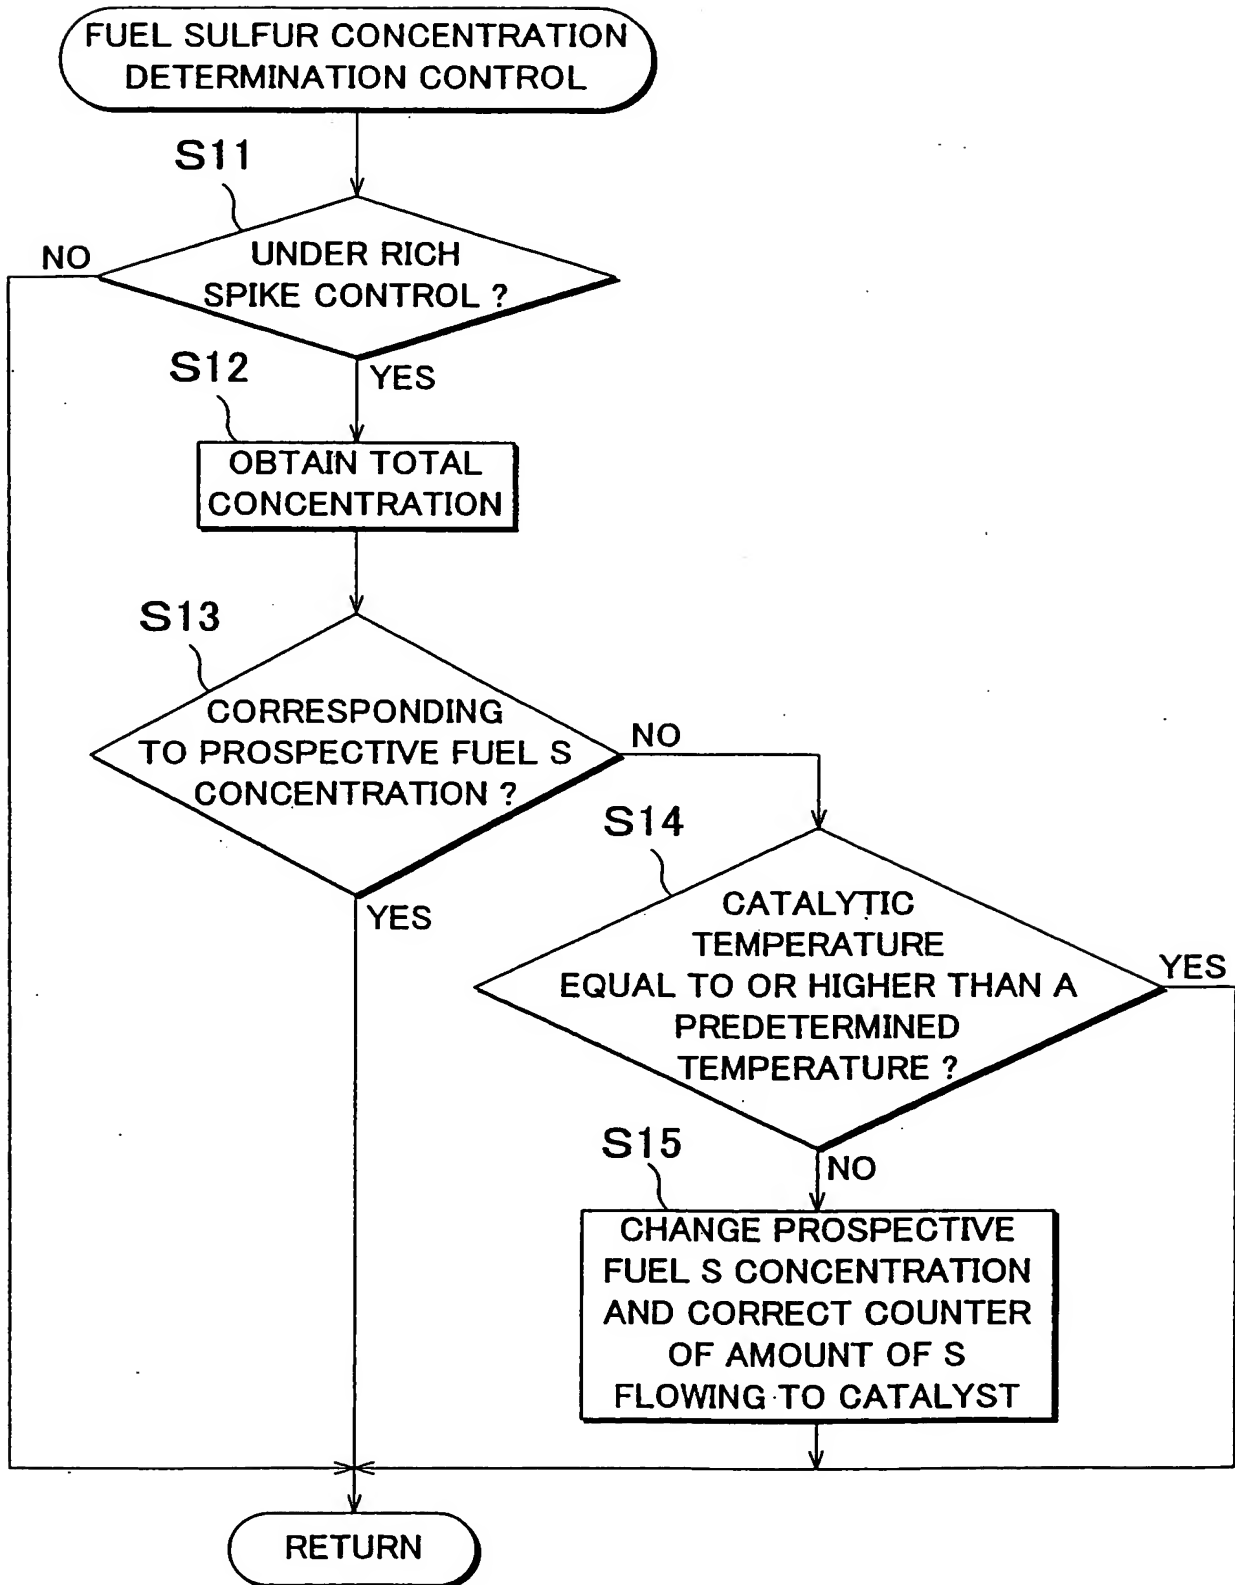 FUEL SULFUR CONCENTRATION
DETERMINATION CONTROL
S11
NO
UNDER RICH
SPIKE CONTROL ?
YES
S12
OBTAIN TOTAL
CONCENTRATION
S13
CORRESPONDING
TO PROSPECTIVE FUEL S
CONCENTRATION ?
NO
YES
S14
CATALYTIC
TEMPERATURE
EQUAL TO OR HIGHER THAN A
PREDETERMINED
TEMPERATURE ?
YES
NO
S15
CHANGE PROSPECTIVE
FUEL S CONCENTRATION
AND CORRECT COUNTER
OF AMOUNT OF S
FLOWING TO CATALYST
RETURN